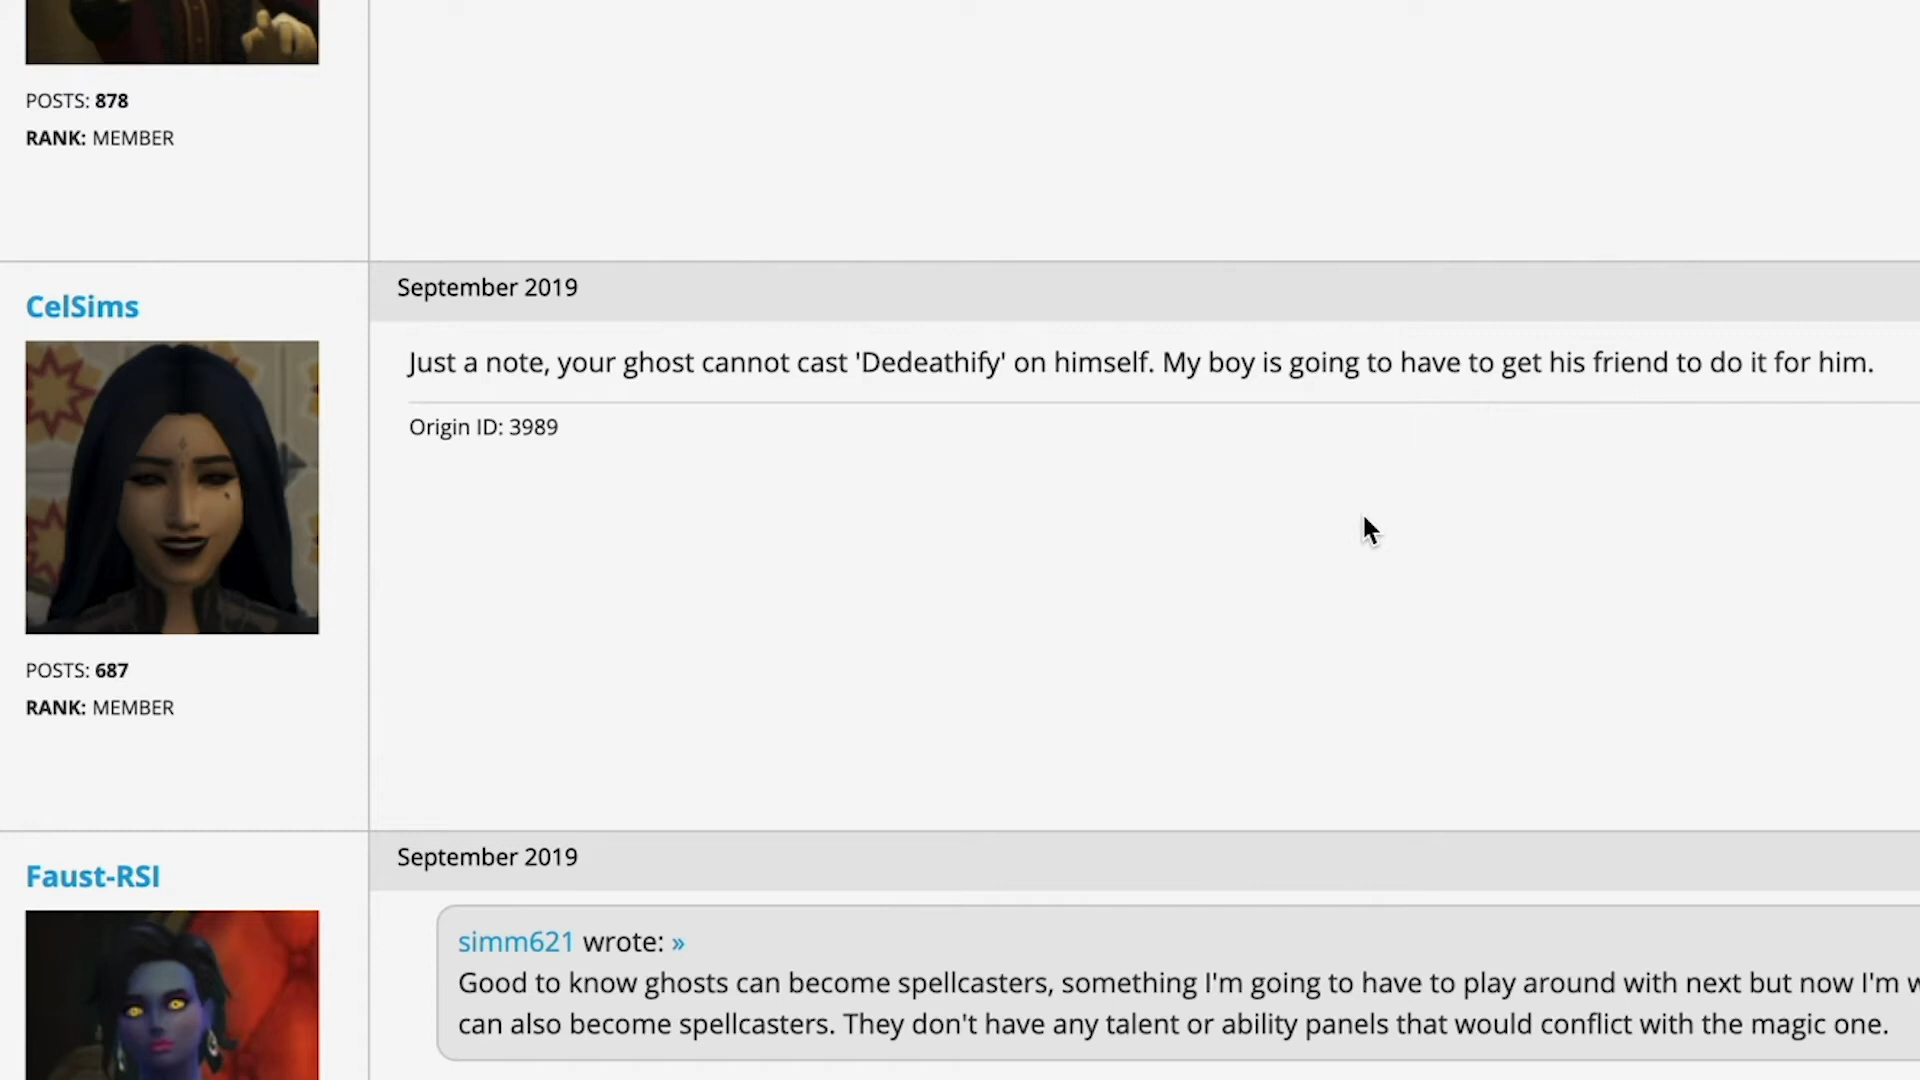 POSTS: 878
RANK: MEMBER
CelSims
POSTS: 687
RANK: MEMBER
September 2019
Just a note, your ghost cannot cast 'Dedeathify' on himself. My boy is going to have to get his friend to do it for him.
Origin ID: 3989
Faust-RSI
September 2019
simm621 wrote: »
Good to know ghosts can become spellcasters, something I'm going to have to play around with next but now I'm
can also become spellcasters. They don't have any talent or ability panels that would conflict with the magic one.